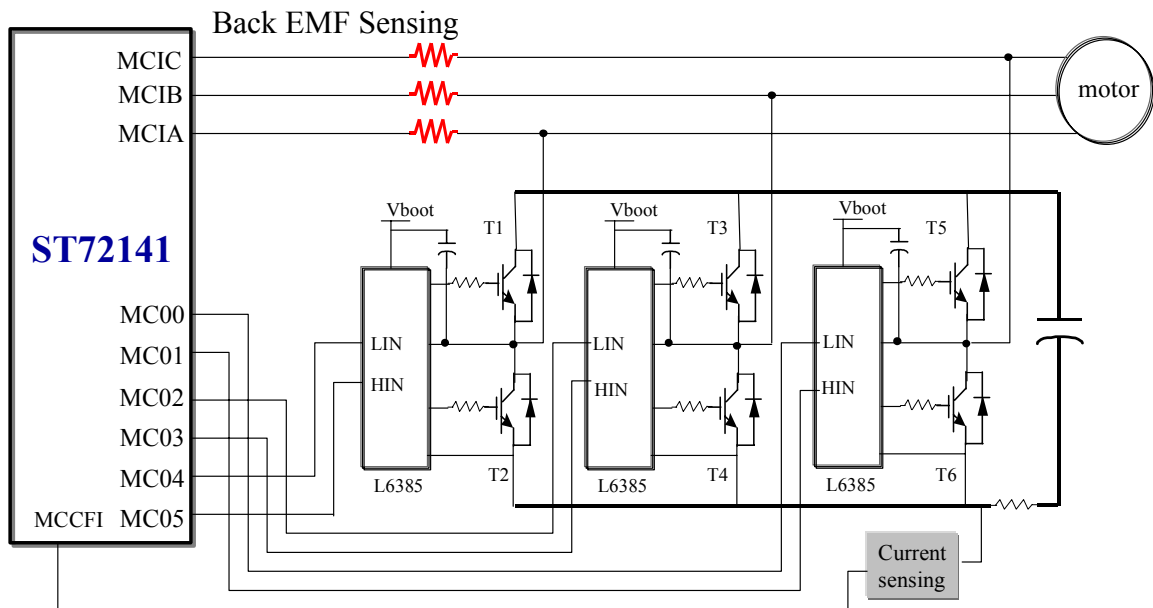 Back EMF Sensing
MCIC
MCIB
MCIA
motor
ST72141
Vboot
T1
Vboot
T3
Vboot
T5
MC00
MC01
MC02
MC03
MC04
MC05
MCCFI
LIN
HIN
LIN
HIN
LIN
HIN
T2
T4
T6
L6385
L6385
L6385
Current
sensing